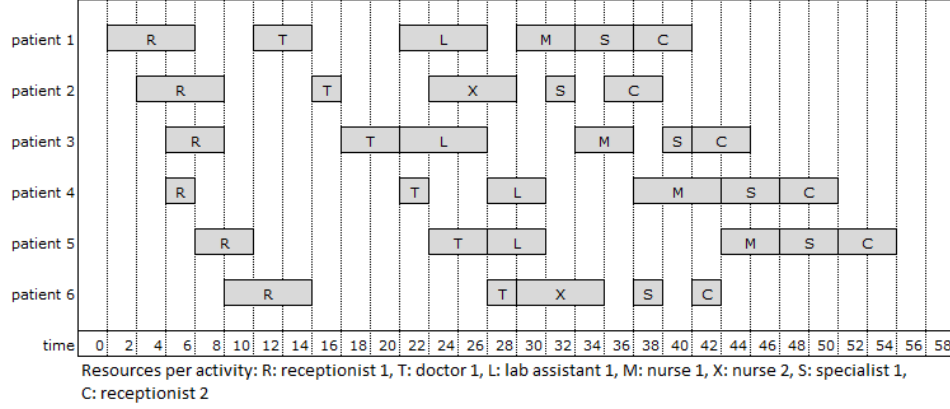 patient 1 R T L M S C
patient 2 R T X S C
patient 3 R T L M S C
patient 4 R T L M S C
patient 5 R T L M S C
patient 6 R T X S C
time 0 2 4 6 8 10 12 14 16 18 20 22 24 26 28 30 32 34 36 38 40 42 44 46 48 50 52 54 56 58
Resources per activity: R: receptionist 1, T: doctor 1, L: lab assistant 1, M: nurse 1, X: nurse 2, S: specialist 1,
C: receptionist 2